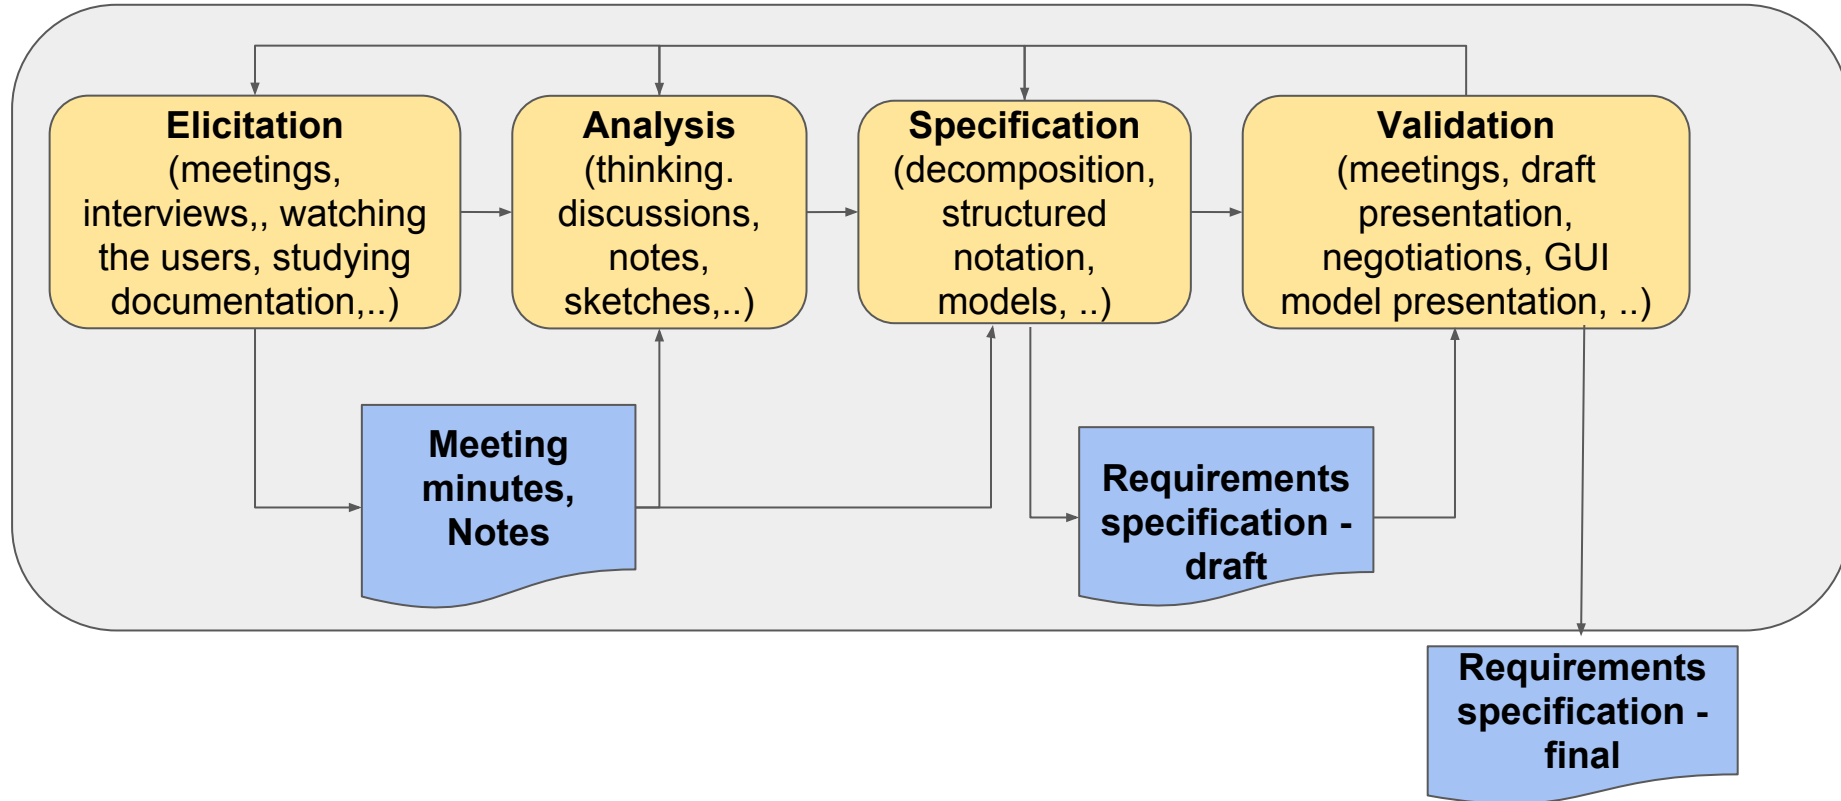 Elicitation
(meetings,
interviews,, watching
the users, studying
documentation,..)
Analysis
(thinking.
discussions,
notes,
sketches,..)
Specification
(decomposition,
structured
notation,
models, ..)
Validation
(meetings, draft
presentation,
negotiations, GUI
model presentation, ..)
Meeting
minutes,
Notes
Requirements
specification -
draft
Requirements
specification -
final